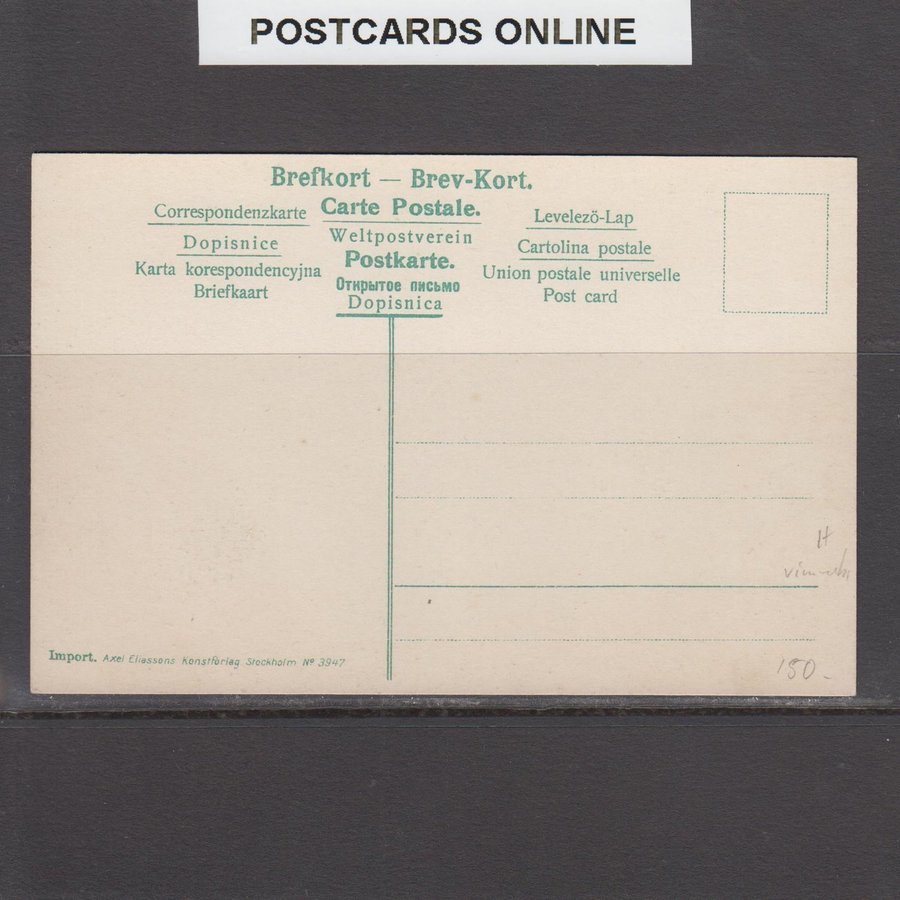 POSTCARDS ONLINE
Brefkort — Brev-Kort.
Correspondenzkarte Carte Postale. Levelezö-Lap
Dopisnice Weltpostverein Cartolina postale
Karta korespondencyjna Postkarte. Union postale universelle
Briefkaart Открытое письмо Post card
Dopisnica
H
Import. Axel Eliassons Konstförlag Stockholm Nº 3947
150.-